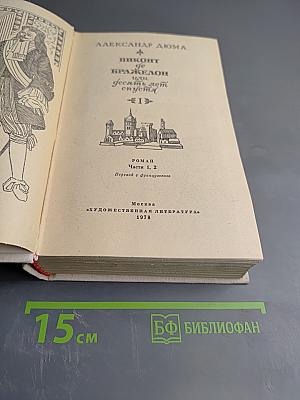 АЛЕКСАНДР ДЮМА
ВИКОНТ
де
БРАЖЕЛОН
или
десять лет
спустя
I
РОМАН
Части 1, 2
Перевод с французского
Москва
«ХУДОЖЕСТВЕННАЯ ЛИТЕРАТУРА»
1978
15 см
БФ БИБЛИОФАН